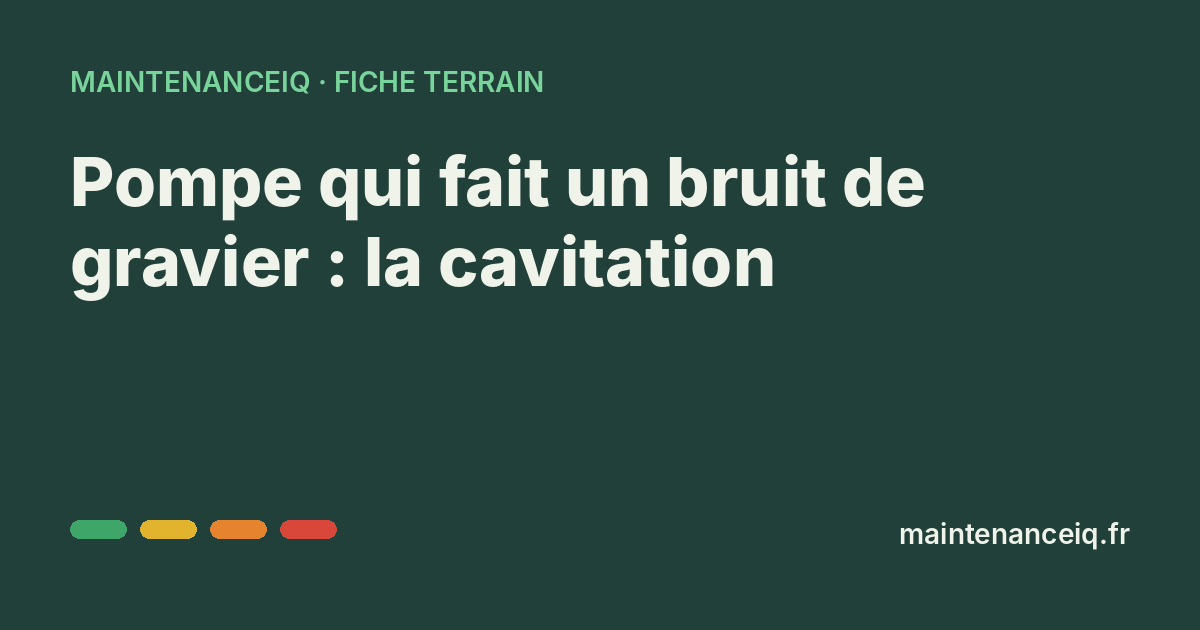 MAINTENANCEIQ · FICHE TERRAIN
Pompe qui fait un bruit de
gravier : la cavitation
maintenanceiq.fr